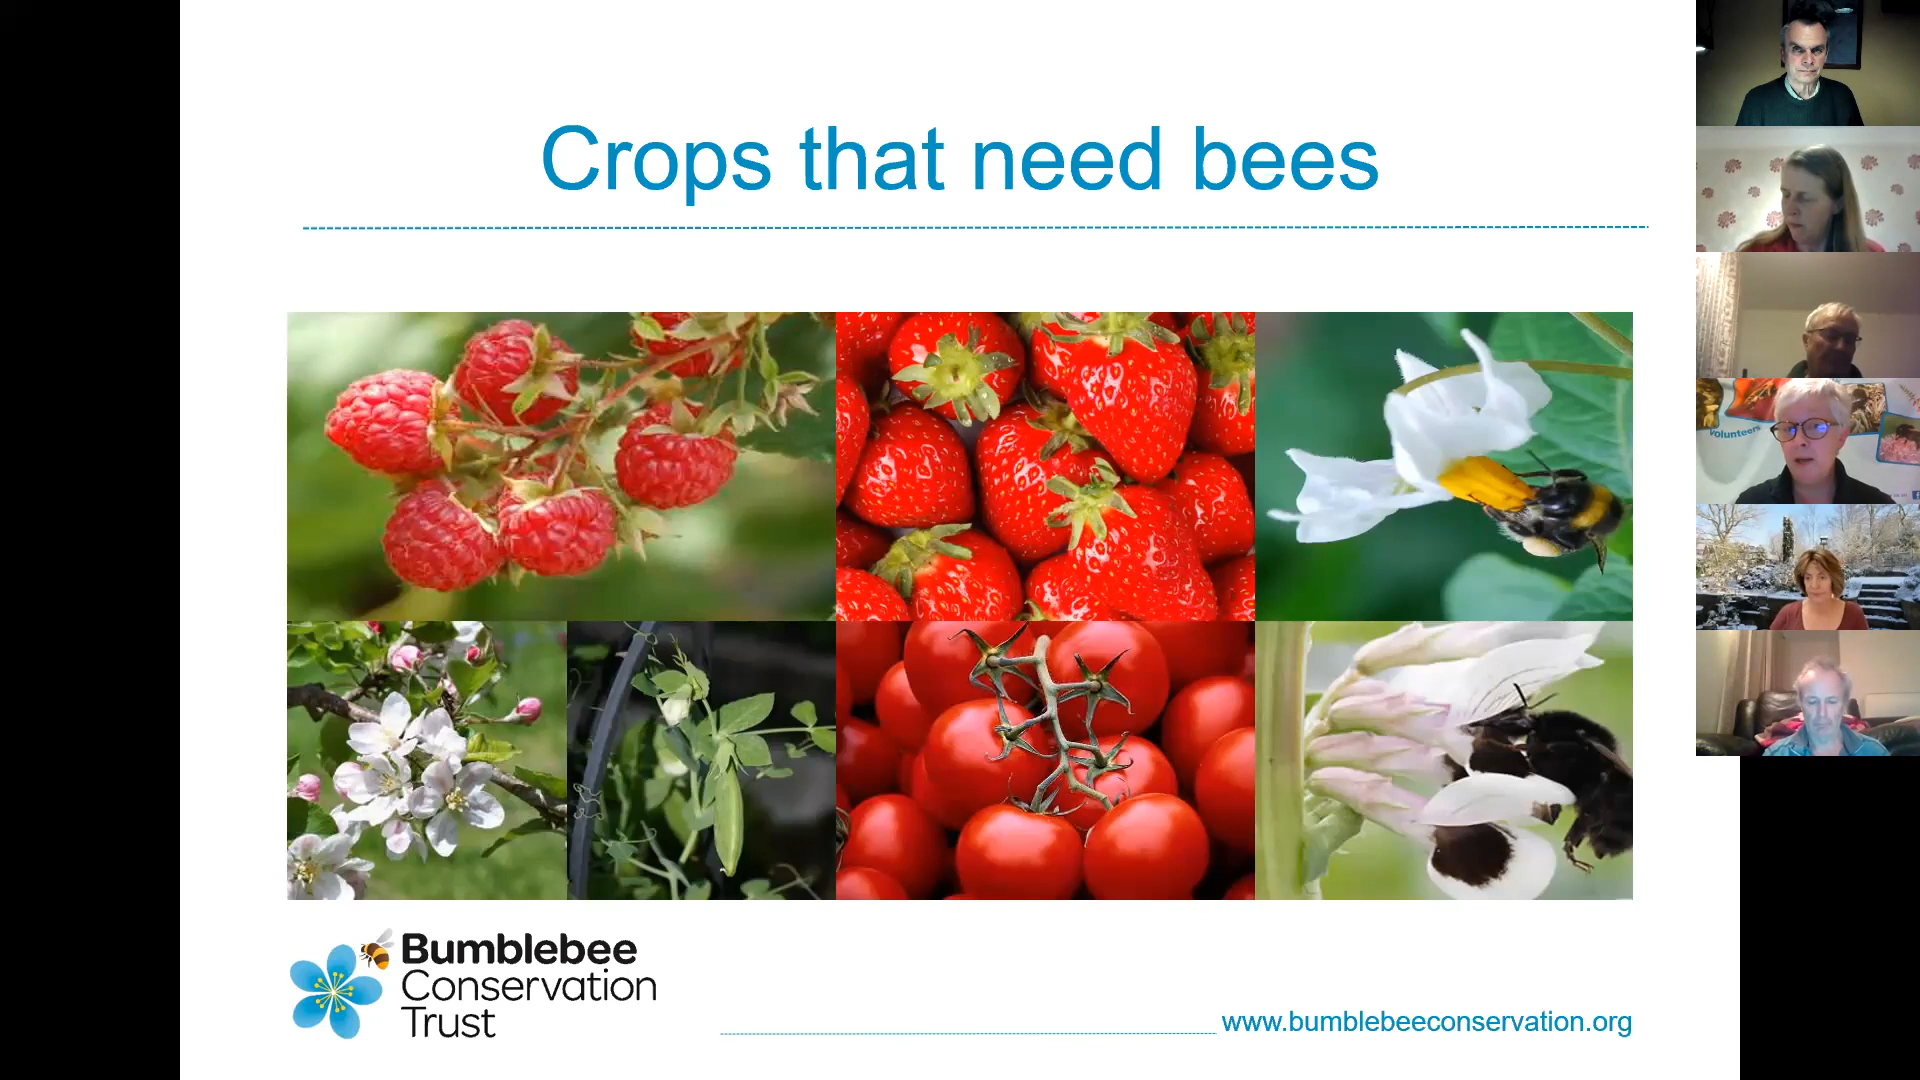 Crops that need bees
volunteers
Bumblebee
Conservation
Trust
www.bumblebeeconservation.org